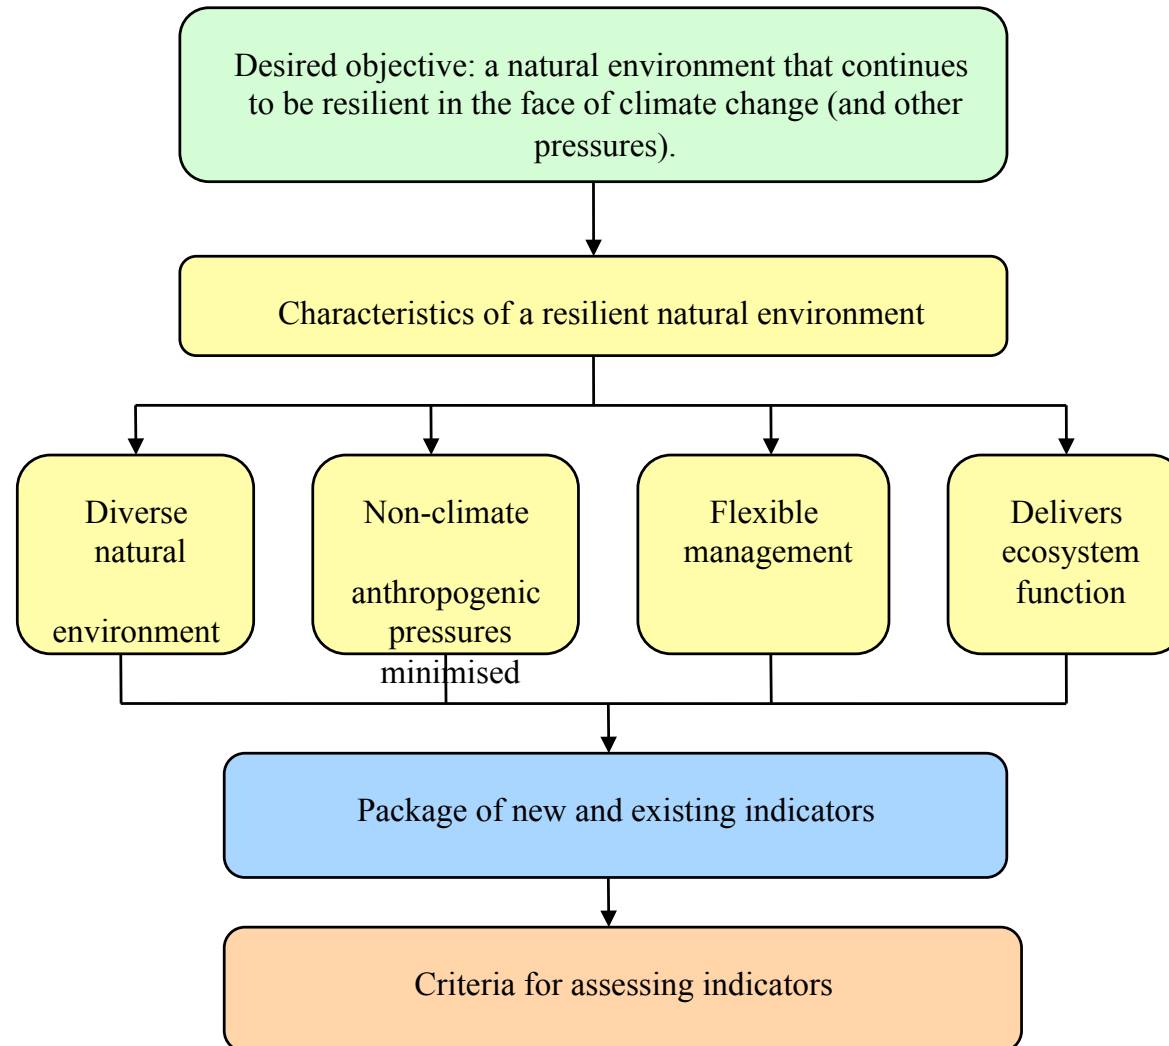 Desired objective: a natural environment that continues
to be resilient in the face of climate change (and other
pressures).
Characteristics of a resilient natural environment
Diverse
natural
environment
Non-climate
anthropogenic
pressures
minimised
Flexible
management
Delivers
ecosystem
function
Package of new and existing indicators
Criteria for assessing indicators